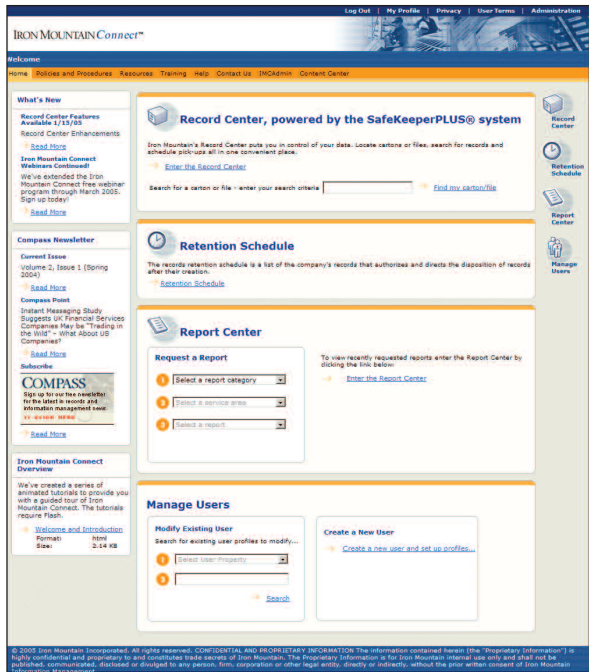 Log Out | My Profile | Privacy | User Terms | Administration
IRON MOUNTAIN Connect™
Welcome
Home Policies and Procedures Resources Training Help Contact Us IMCAdmin Content Center
What's New
Record Center Features
Available 1/15/05
Record Center Enhancements
Read More
Iron Mountain Connect
Webinars Continued!
We've extended the Iron
Mountain Connect free webinar
program through March 2005.
Sign up today!
Read More
Compass Newsletter
Current Issue
Volume 2, Issue 1 (Spring
2004)
Read More
Compass Point
Instant Messaging Study
Suggests UK Financial Services
Companies May be "Trading in
the Wild" – What About US
Companies?
Read More
Subscribe
COMPASS
Sign up for our free newsletter
for the latest in records and
information management news.
Read More
Iron Mountain Connect
Overview
We've created a series of
animated tutorials to provide you
with a guided tour of Iron
Mountain Connect. The tutorials
require Flash.
Welcome and Introduction
Format: html
Size: 2.14 KB
Record Center, powered by the SafeKeeperPLUS® system
Iron Mountain's Record Center puts you in control of your data. Locate cartons or files, search for records and
schedule pick-ups all in one convenient place.
Enter the Record Center
Search for a carton or file - enter your search criteria Find my carton/file
Retention Schedule
The records retention schedule is a list of the company's records that authorizes and directs the disposition of records
after their creation.
Retention Schedule
Report Center
Request a Report
1 Select a report category
2 Select a service area
3 Select a report
To view recently requested reports enter the Report Center by
clicking the link below:
Enter the Report Center
Manage Users
Modify Existing User
Search for existing user profiles to modify...
1 Select User Property
2
Search
Create a New User
Create a new user and set up profiles...
Record
Center
Retention
Schedule
Report
Center
Manage
Users
© 2005 Iron Mountain Incorporated. All rights reserved. CONFIDENTIAL AND PROPRIETARY INFORMATION The information contained herein (the "Proprietary Information") is
highly confidential and proprietary to and constitutes trade secrets of Iron Mountain. The Proprietary Information is for Iron Mountain internal use only and shall not be
published, communicated, disclosed or divulged to any person, firm, corporation or other legal entity, directly or indirectly, without the prior written consent of Iron Mountain
Information Management